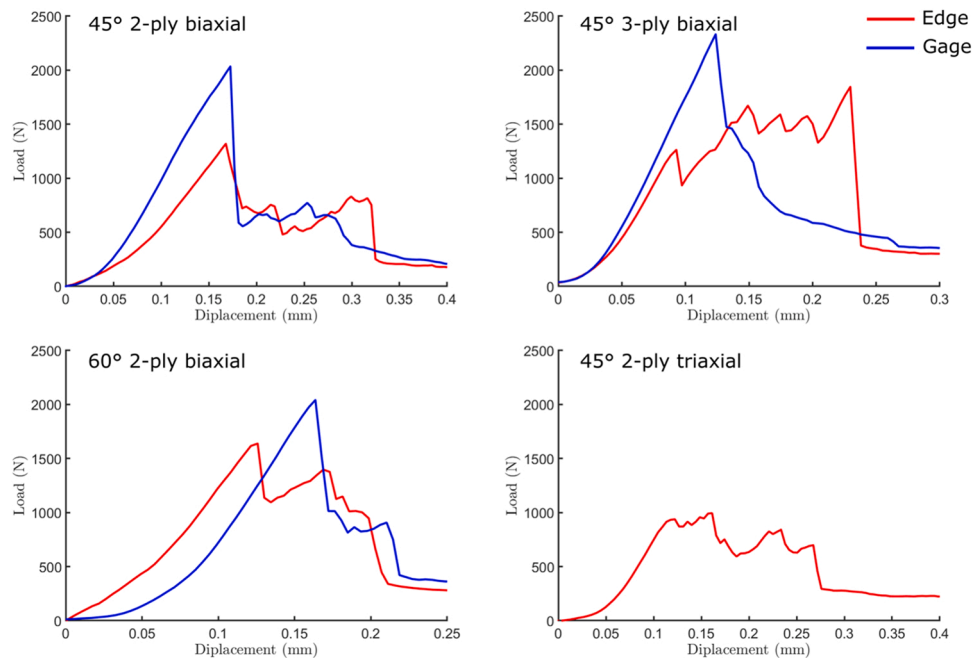 45° 2-ply biaxial
2500
2000
1500
1000
500
0
Load (N)
0 0.05 0.1 0.15 0.2 0.25 0.3 0.35 0.4
Diplacement (mm)
45° 3-ply biaxial
Edge
Gage
2500
2000
1500
1000
500
0
Load (N)
0 0.05 0.1 0.15 0.2 0.25 0.3
Diplacement (mm)
60° 2-ply biaxial
2500
2000
1500
1000
500
0
Load (N)
0 0.05 0.1 0.15 0.2 0.25
Diplacement (mm)
45° 2-ply triaxial
2500
2000
1500
1000
500
0
Load (N)
0 0.05 0.1 0.15 0.2 0.25 0.3 0.35 0.4
Diplacement (mm)